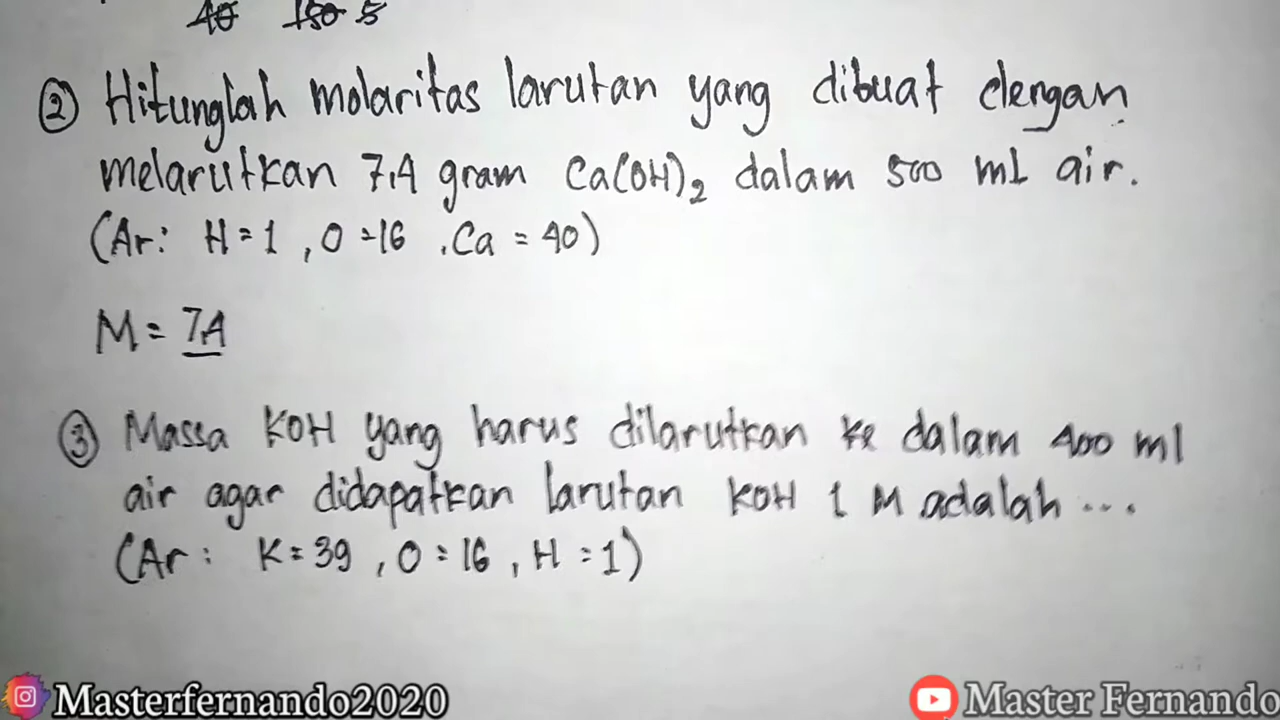 40 150 5
② Hitunglah molaritas larutan yang dibuat dengan
melarutkan 7,4 gram Ca(OH)₂ dalam 500 ml air.
(Ar: H = 1 , O = 16 , Ca = 40)
M = 7,4
③ Massa KOH yang harus dilarutkan ke dalam 400 ml
air agar didapatkan larutan KOH 1 M adalah ...
(Ar : K = 39 , O = 16 , H = 1)
Masterfernando2020
Master Fernando